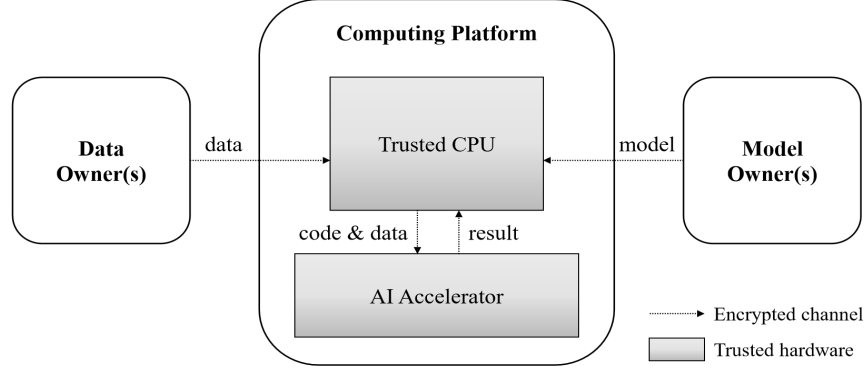 Computing Platform
Data
Owner(s)
data
Trusted CPU
model
Model
Owner(s)
code & data
result
AI Accelerator
Encrypted channel
Trusted hardware